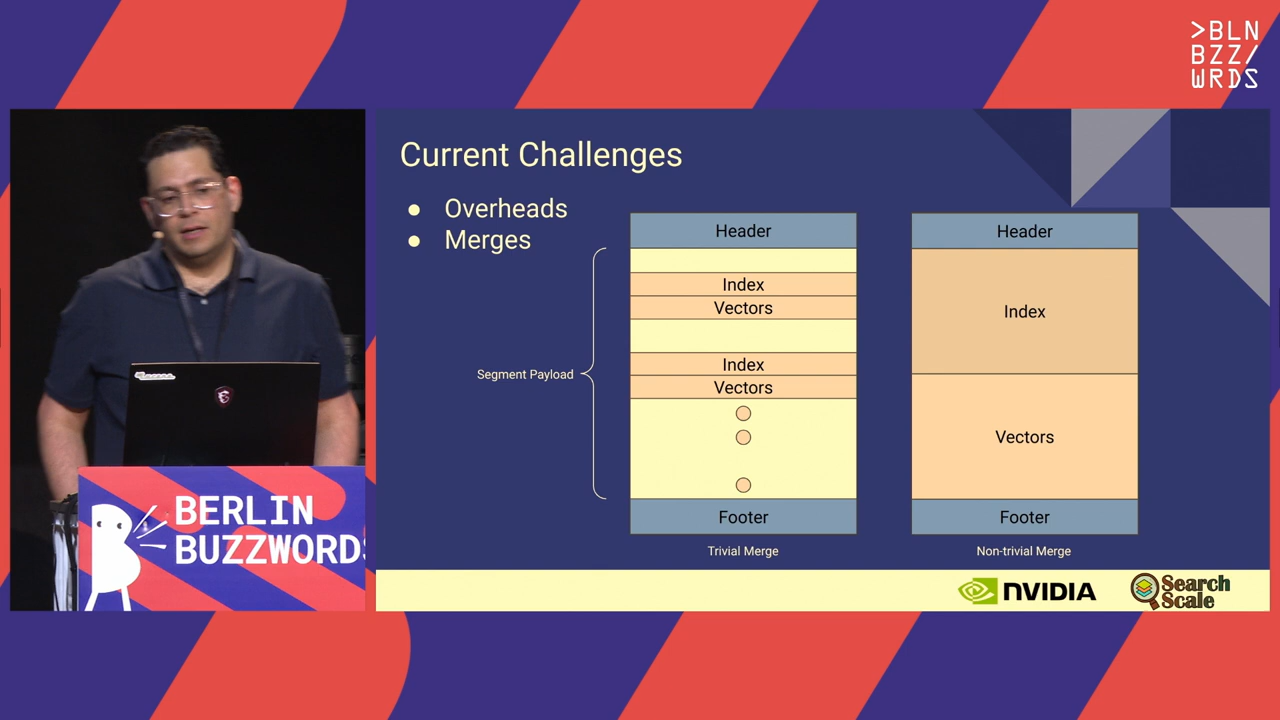 >BLN
BZZ/
WRDS
Current Challenges
Overheads
Merges
Header
Index
Vectors
Index
Vectors
Segment Payload
Footer
Trivial Merge
Header
Index
Vectors
Footer
Non-trivial Merge
NVIDIA
Search
Scale
BERLIN
BUZZWORDS